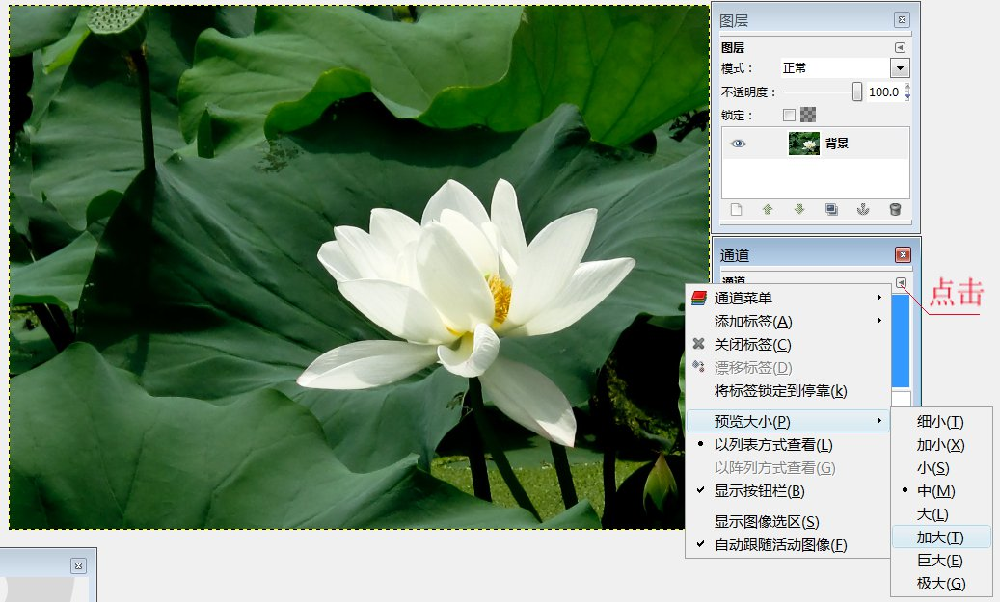 图层
图层
模式：
正常
不透明度：
100.0
锁定：
背景
通道
通道
点击
通道菜单
添加标签(A)
关闭标签(C)
漂移标签(D)
将标签锁定到停靠(k)
预览大小(P)
以列表方式查看(L)
以阵列方式查看(G)
显示按钮栏(B)
显示图像选区(S)
自动跟随活动图像(F)
细小(T)
加小(X)
小(S)
中(M)
大(L)
加大(T)
巨大(E)
极大(G)